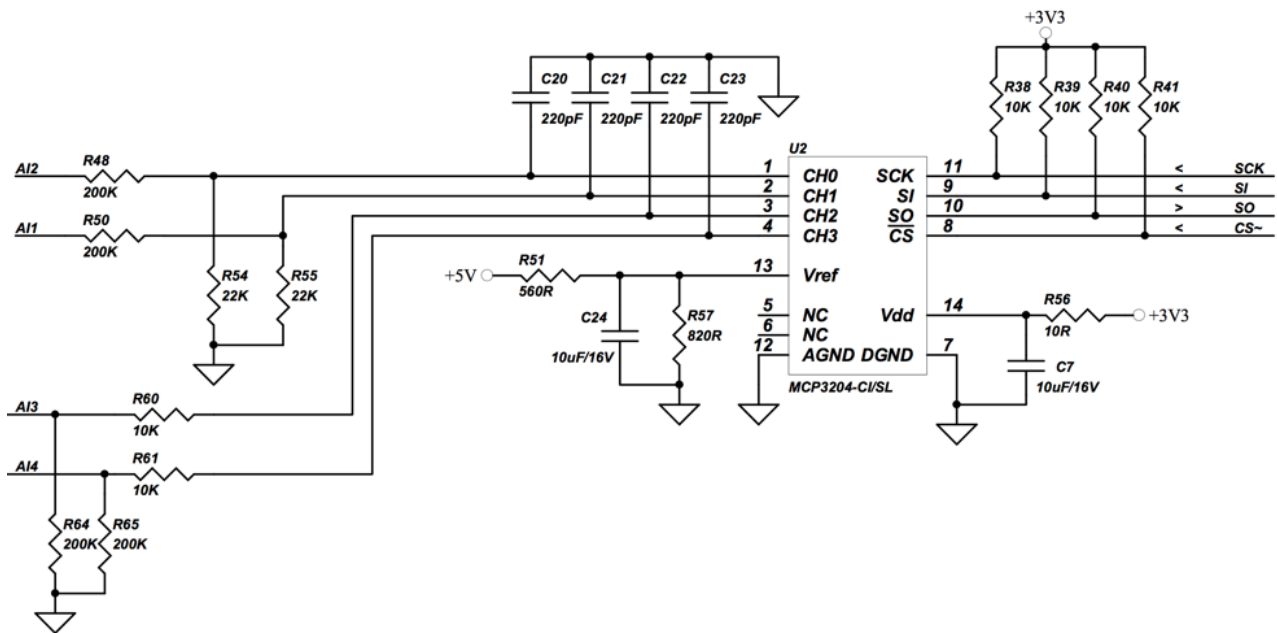 +3V3
C20 C21 C22 C23
220pF 220pF 220pF 220pF
R38 R39 R40 R41
10K 10K 10K 10K
U2
AI2
R48
200K
1 CH0 SCK 11 < SCK
2 CH1 SI 9 < SI
3 CH2 SO 10 > SO
4 CH3 CS 8 < CS~
AI1
R50
200K
R54
22K
R55
22K
+5V
R51
560R
13 Vref
C24
10uF/16V
R57
820R
5 NC Vdd 14
6 NC
12 AGND DGND 7
R56
10R
+3V3
C7
10uF/16V
MCP3204-CI/SL
AI3
R60
10K
AI4
R61
10K
R64
200K
R65
200K